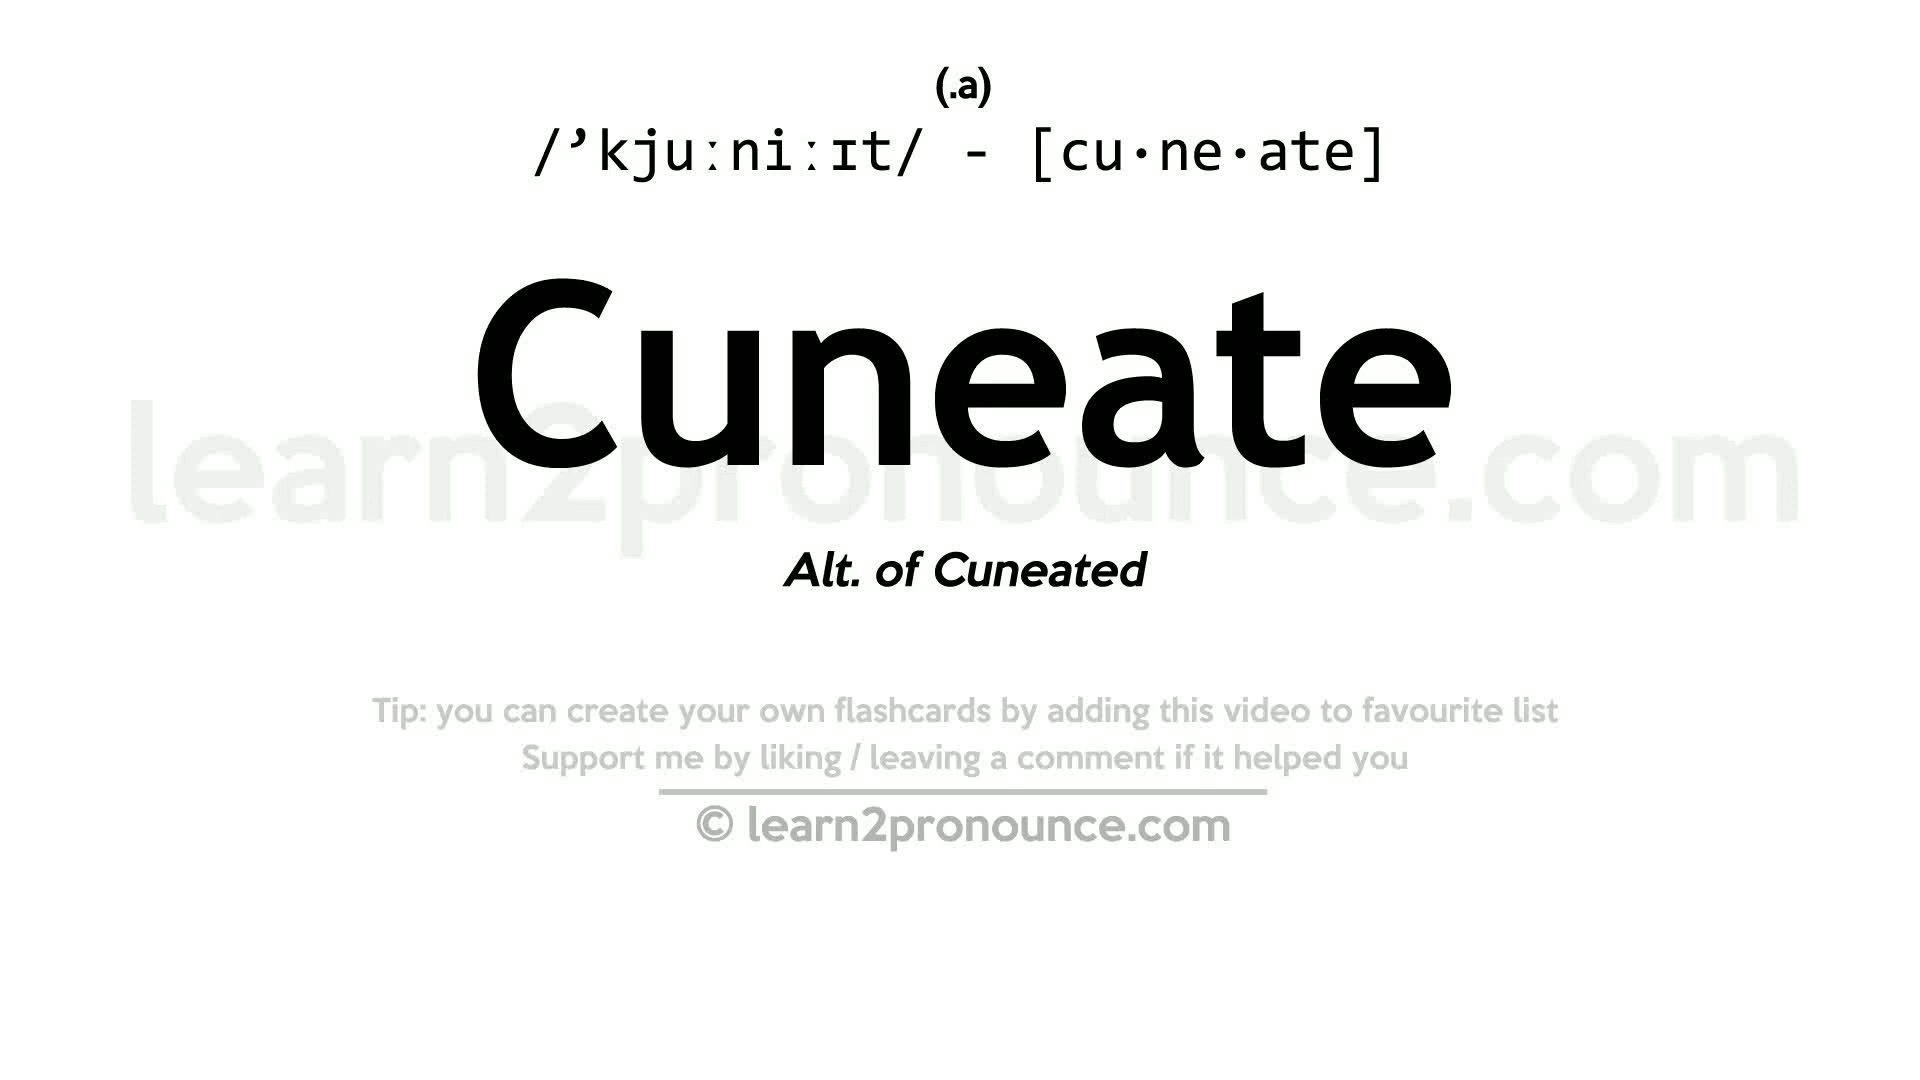 (.a)
/’kjuːniːɪt/ - [cu·ne·ate]
Cuneate
learn2pronounce.com
Alt. of Cuneated
Tip: you can create your own flashcards by adding this video to favourite list
Support me by liking / leaving a comment if it helped you
© learn2pronounce.com